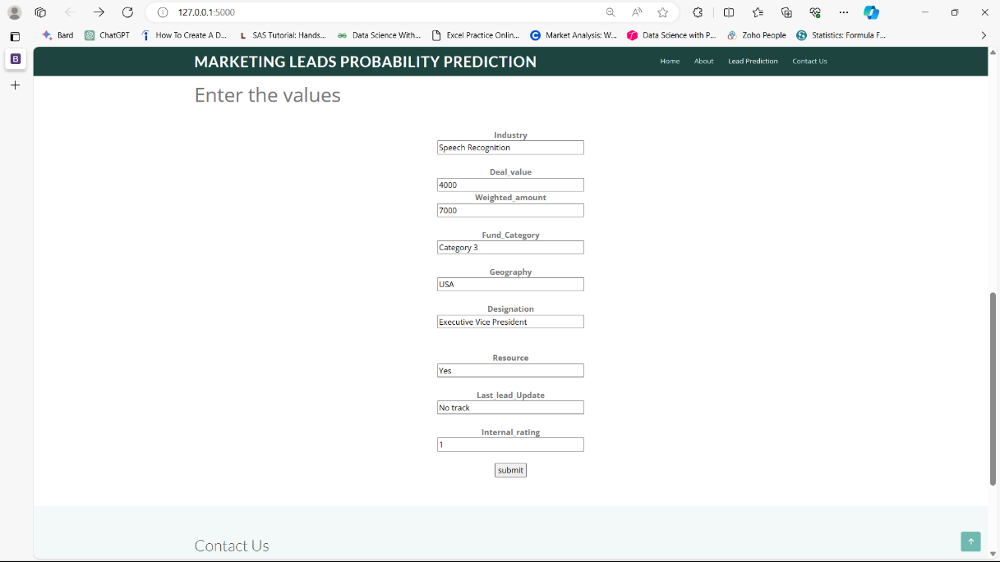 127.0.0.1:5000
Bard ChatGPT How To Create A D... SAS Tutorial: Hands... Data Science With... Excel Practice Onlin... Market Analysis: W... Data Science with P... Zoho People Statistics: Formula F...
MARKETING LEADS PROBABILITY PREDICTION Home About Lead Prediction Contact Us
Enter the values
Industry
Speech Recognition
Deal_value
4000
Weighted_amount
7000
Fund_Category
Category 3
Geography
USA
Designation
Executive Vice President
Resource
Yes
Last_lead_Update
No track
Internal_rating
1
submit
Contact Us